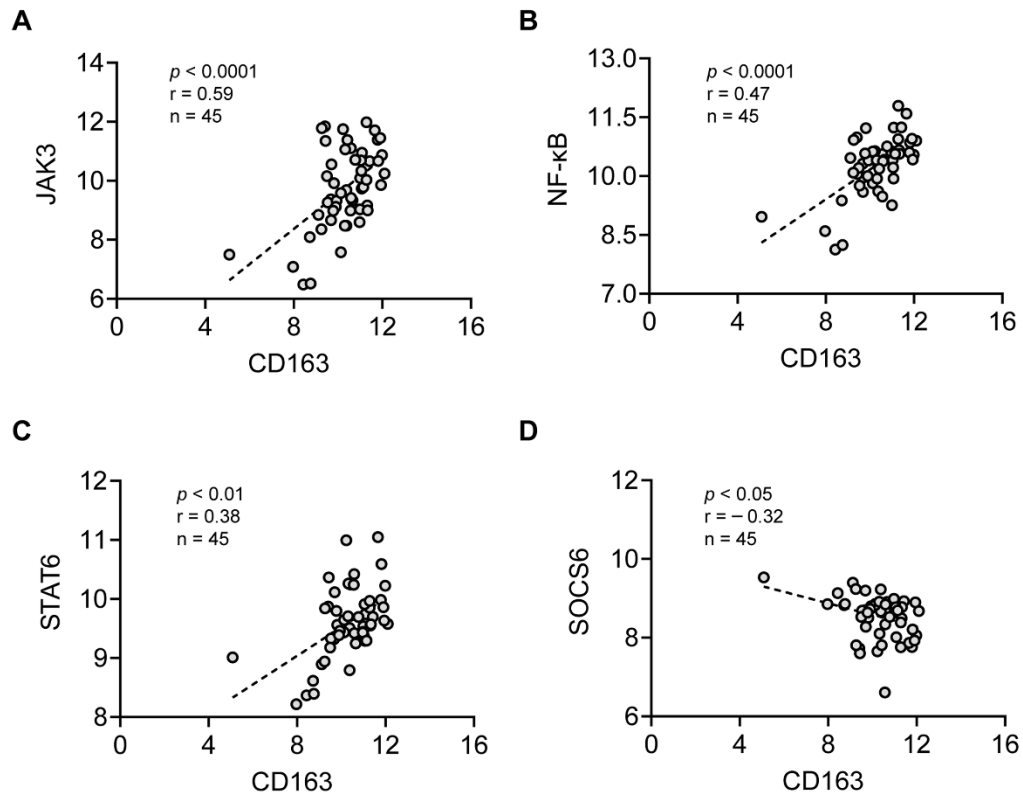 A
JAK3
14
12
10
8
6
p < 0.0001
r = 0.59
n = 45
0 4 8 12 16
CD163
B
NF-κB
13.0
11.5
10.0
8.5
7.0
p < 0.0001
r = 0.47
n = 45
0 4 8 12 16
CD163
C
STAT6
12
11
10
9
8
p < 0.01
r = 0.38
n = 45
0 4 8 12 16
CD163
D
SOCS6
12
10
8
6
p < 0.05
r = – 0.32
n = 45
0 4 8 12 16
CD163